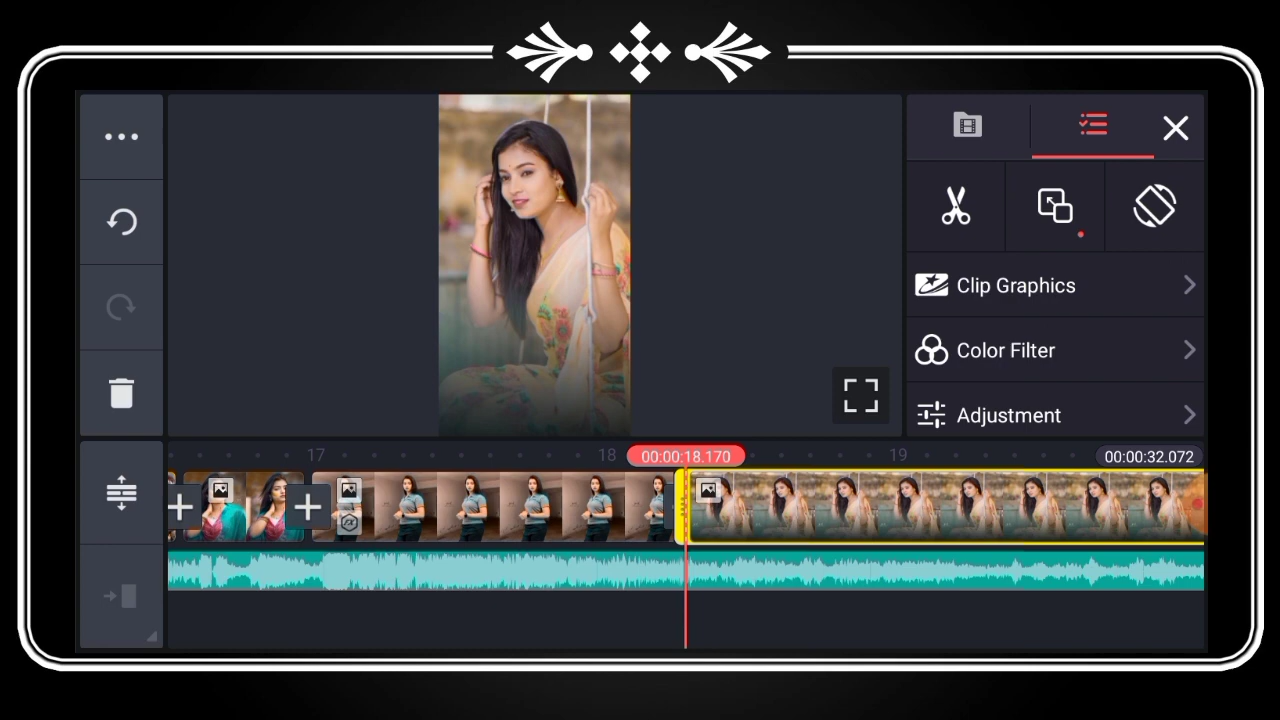 Clip Graphics
Color Filter
Adjustment
17
18
00:00:18.170
19
00:00:32.072